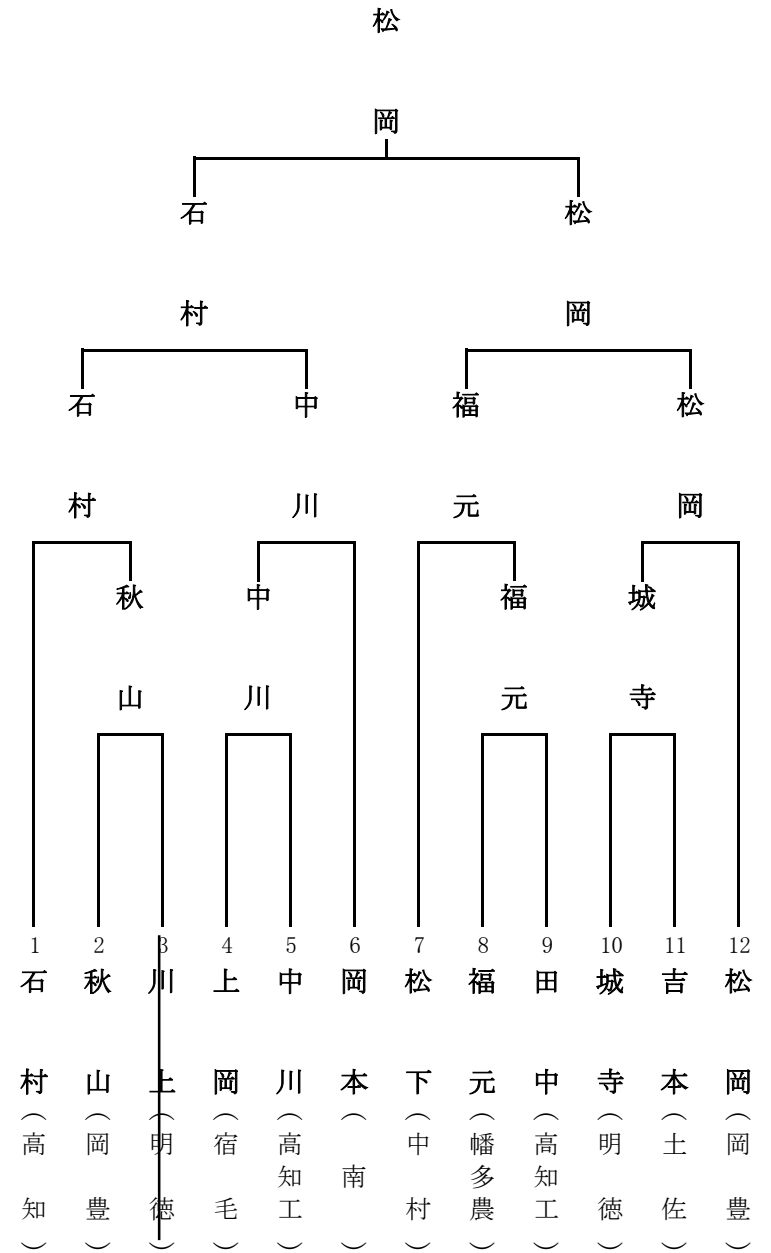 松岡
石村
松岡
石村
中川
福元
松岡
秋山
中川
福元
城寺
1 石村（高知）
2 秋山（岡豊）
3 川上（明徳）
4 上岡（宿毛）
5 中川（高知工）
6 岡本（南）
7 松下（中村）
8 福元（幡多農）
9 田中（高知工）
10 城寺（明徳）
11 吉本（土佐）
12 松岡（岡豊）